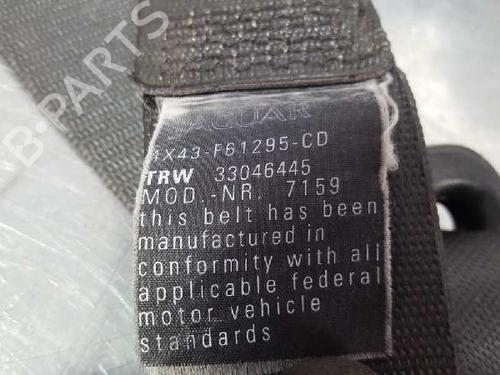 JAGUAR
4X43-F61295-CD
TRW 33046445
MOD.-NR. 7159
this belt has been
manufactured in
conformity with all
applicable federal
motor vehicle
standards
B-PARTS